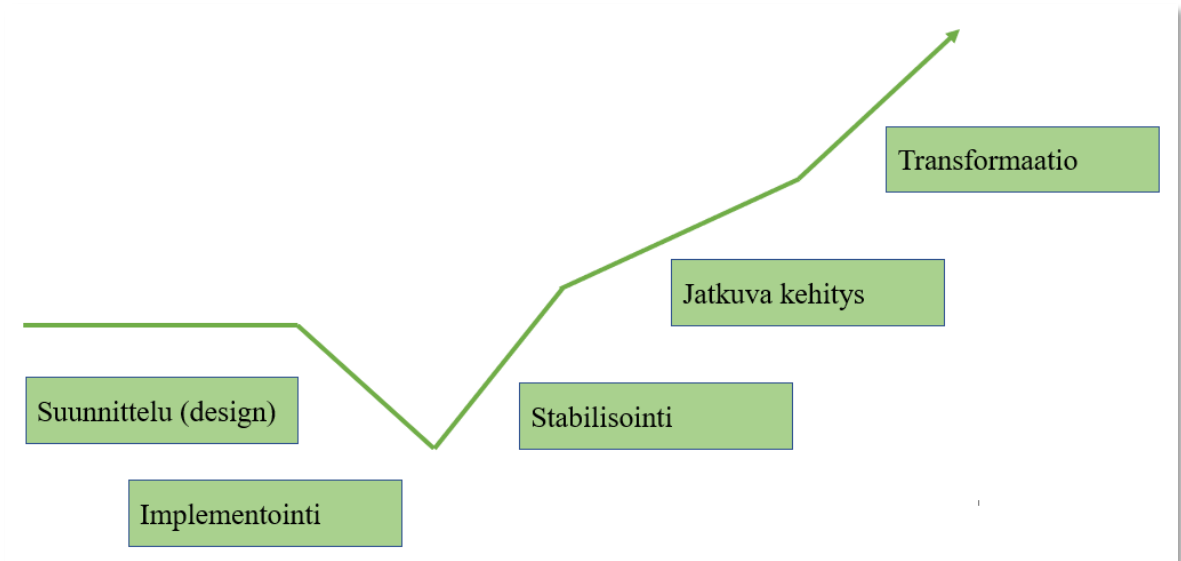 Suunnittelu (design)
Implementointi
Stabilisointi
Jatkuva kehitys
Transformaatio